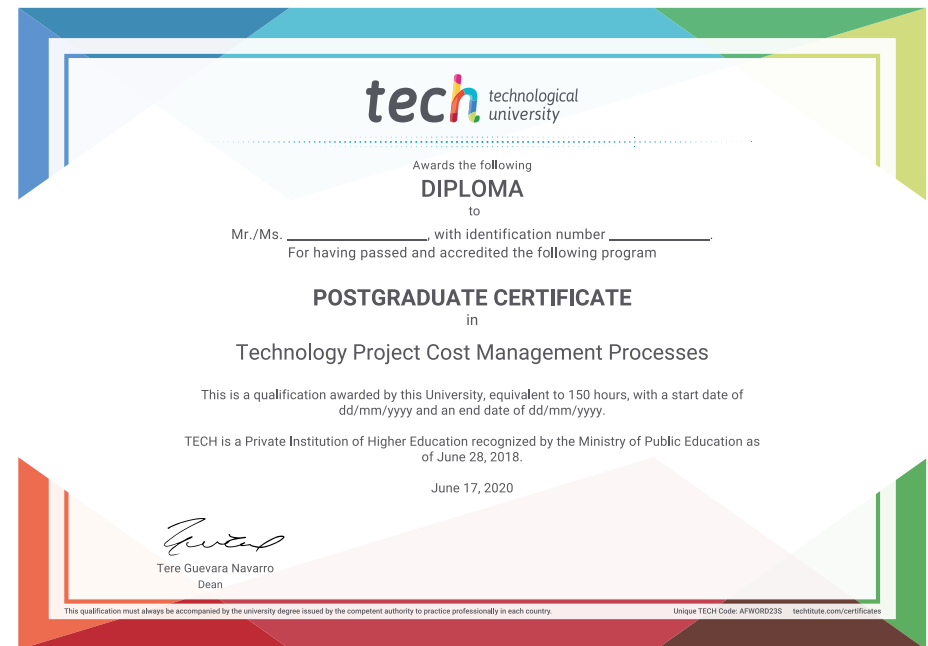 tech technological
university
Awards the following
DIPLOMA
to
Mr./Ms. ____________________, with identification number ______________.
For having passed and accredited the following program
POSTGRADUATE CERTIFICATE
in
Technology Project Cost Management Processes
This is a qualification awarded by this University, equivalent to 150 hours, with a start date of
dd/mm/yyyy and an end date of dd/mm/yyyy.
TECH is a Private Institution of Higher Education recognized by the Ministry of Public Education as
of June 28, 2018.
June 17, 2020
Tere Guevara Navarro
Dean
This qualification must always be accompanied by the university degree issued by the competent authority to practice professionally in each country. Unique TECH Code: AFWORD23S techtitute.com/certificates